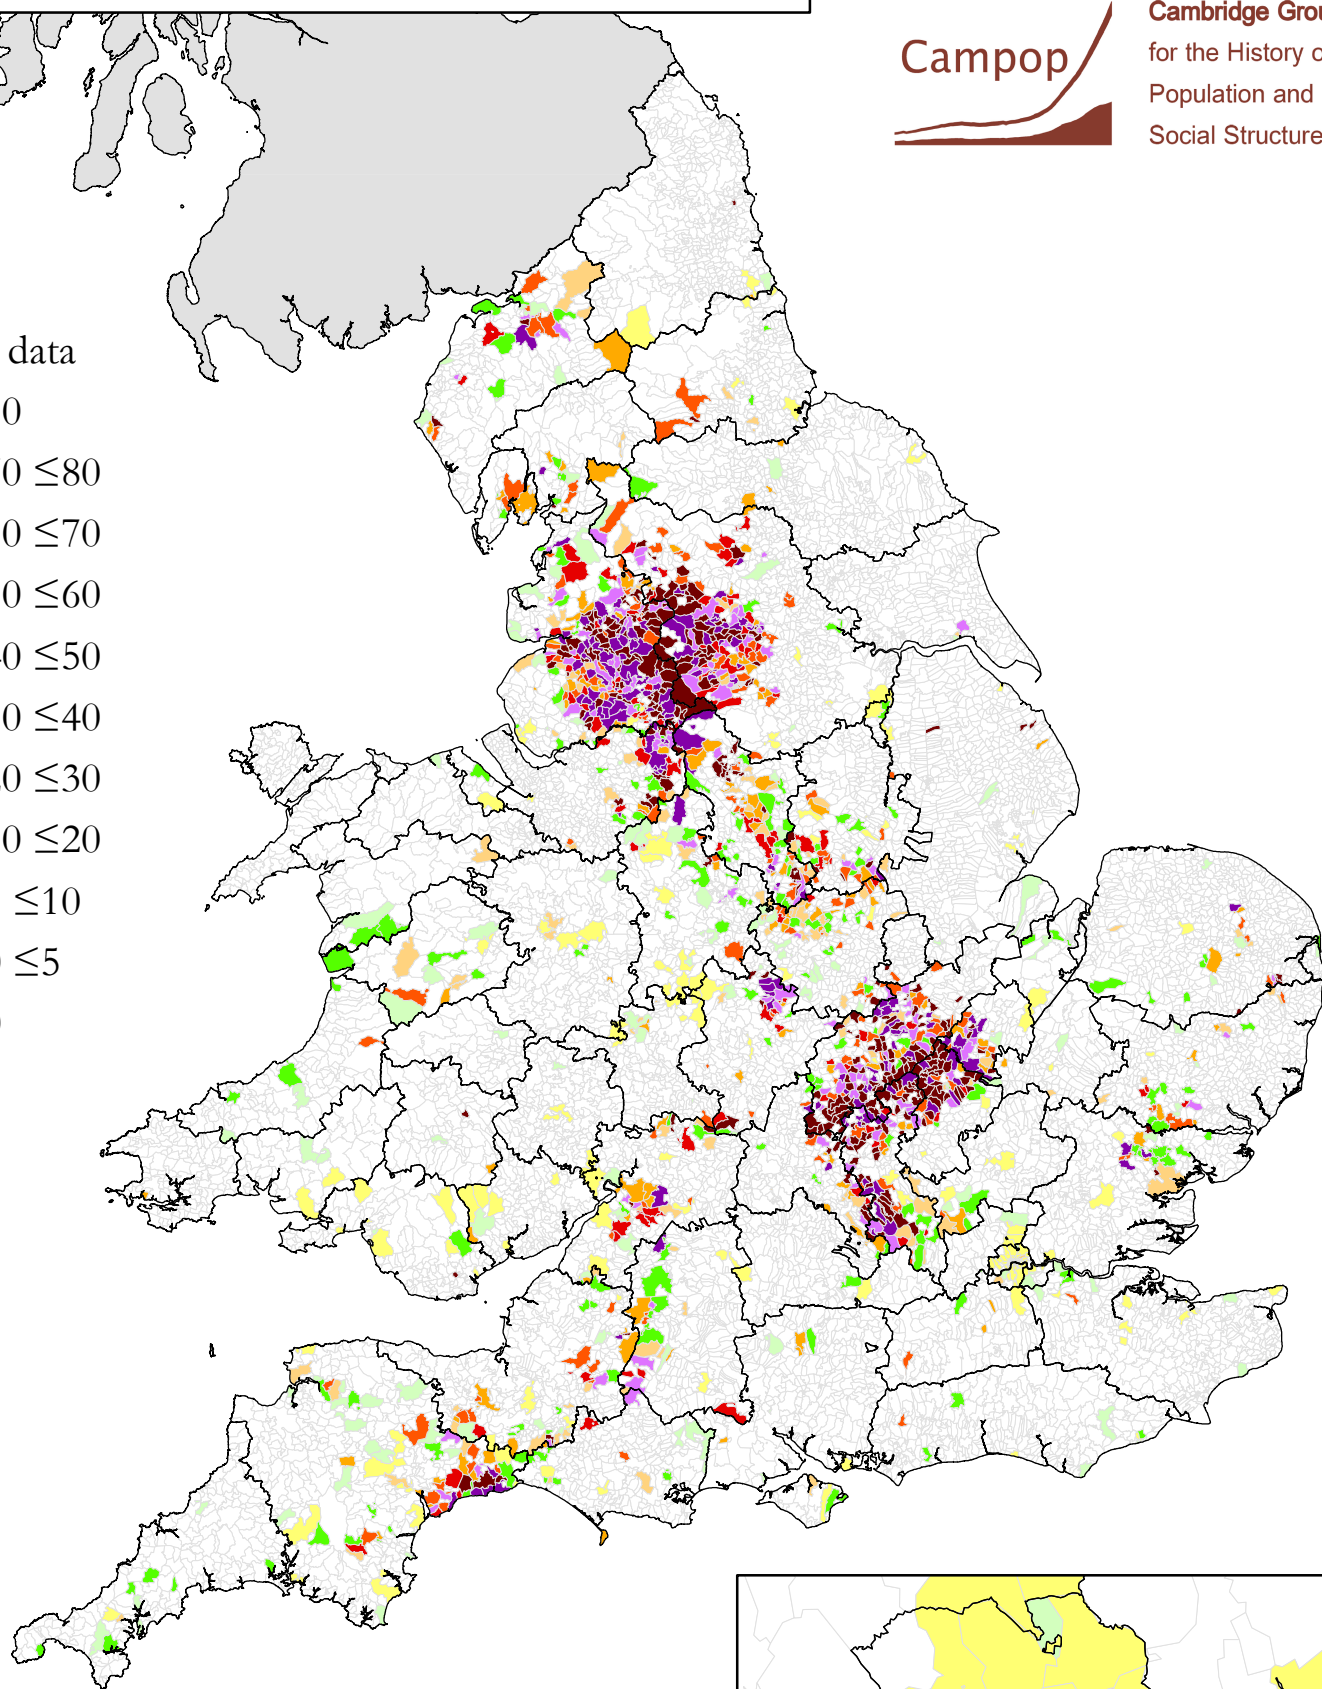 Campop
Cambridge Grou
for the History o
Population and
Social Structure
data
0
0 ≤80
0 ≤70
0 ≤60
0 ≤50
0 ≤40
0 ≤30
0 ≤20
≤10
≤5